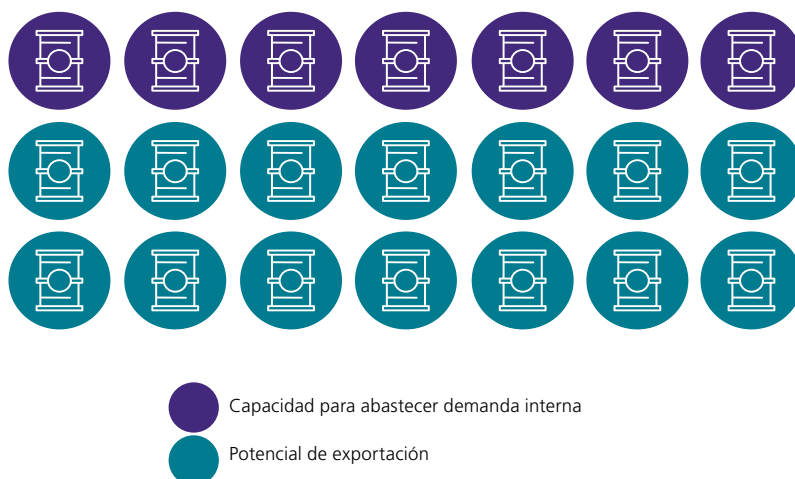 Capacidad para abastecer demanda interna
Potencial de exportación